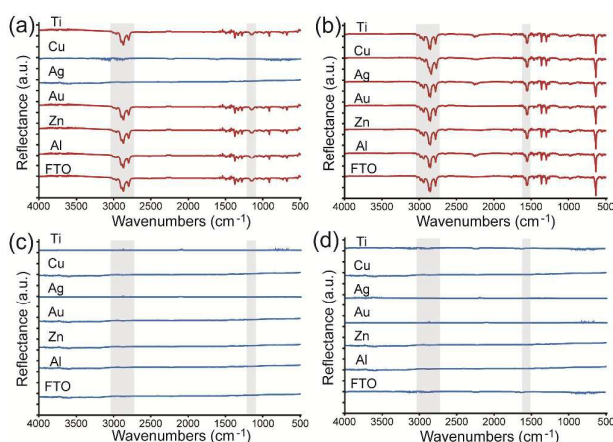 (a)
Ti
Cu
Ag
Au
Zn
Al
FTO
Reflectance (a.u.)
4000 3500 3000 2500 2000 1500 1000 500
Wavenumbers (cm⁻¹)
(b)
Ti
Cu
Ag
Au
Zn
Al
FTO
Reflectance (a.u.)
4000 3500 3000 2500 2000 1500 1000 500
Wavenumbers (cm⁻¹)
(c)
Ti
Cu
Ag
Au
Zn
Al
FTO
Reflectance (a.u.)
4000 3500 3000 2500 2000 1500 1000 500
Wavenumbers (cm⁻¹)
(d)
Ti
Cu
Ag
Au
Zn
Al
FTO
Reflectance (a.u.)
4000 3500 3000 2500 2000 1500 1000 500
Wavenumbers (cm⁻¹)